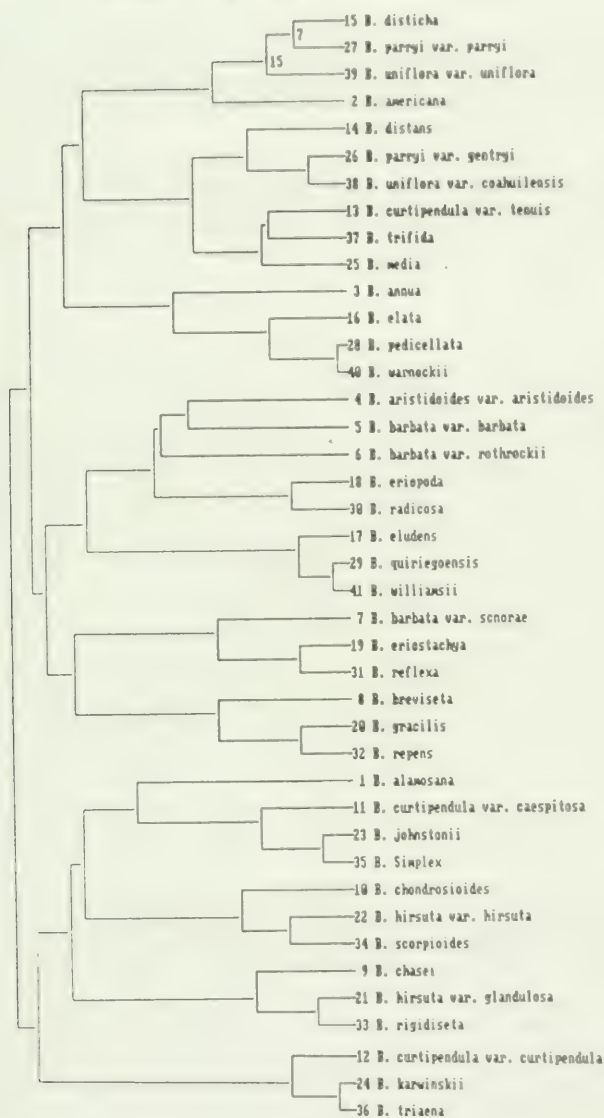 15 B. disticha
7
27 B. parryi var. parryi
15
39 B. uniflora var. uniflora
2 B. americana
14 B. distans
26 B. parryi var. gentryi
38 B. uniflora var. coahuilensis
13 B. curtipendula var. tenuis
37 B. trifida
25 B. media
3 B. annua
16 B. elata
28 B. pedicellata
40 B. warnockii
4 B. aristidoides var. aristidoides
5 B. barbata var. barbata
6 B. barbata var. rothrockii
18 B. eriopoda
30 B. radicosa
17 B. eludens
29 B. quiriegoensis
41 B. williamsii
7 B. barbata var. sonorae
19 B. eriostachya
31 B. reflexa
8 B. breviseta
20 B. gracilis
32 B. repens
1 B. alamosana
11 B. curtipendula var. caespitosa
23 B. johnstonii
35 B. Simplex
10 B. chondrosioides
22 B. hirsuta var. hirsuta
34 B. scorpioides
9 B. chasei
21 B. hirsuta var. glandulosa
33 B. rigidiseta
12 B. curtipendula var. curtipendula
24 B. karwinskii
36 B. triaena